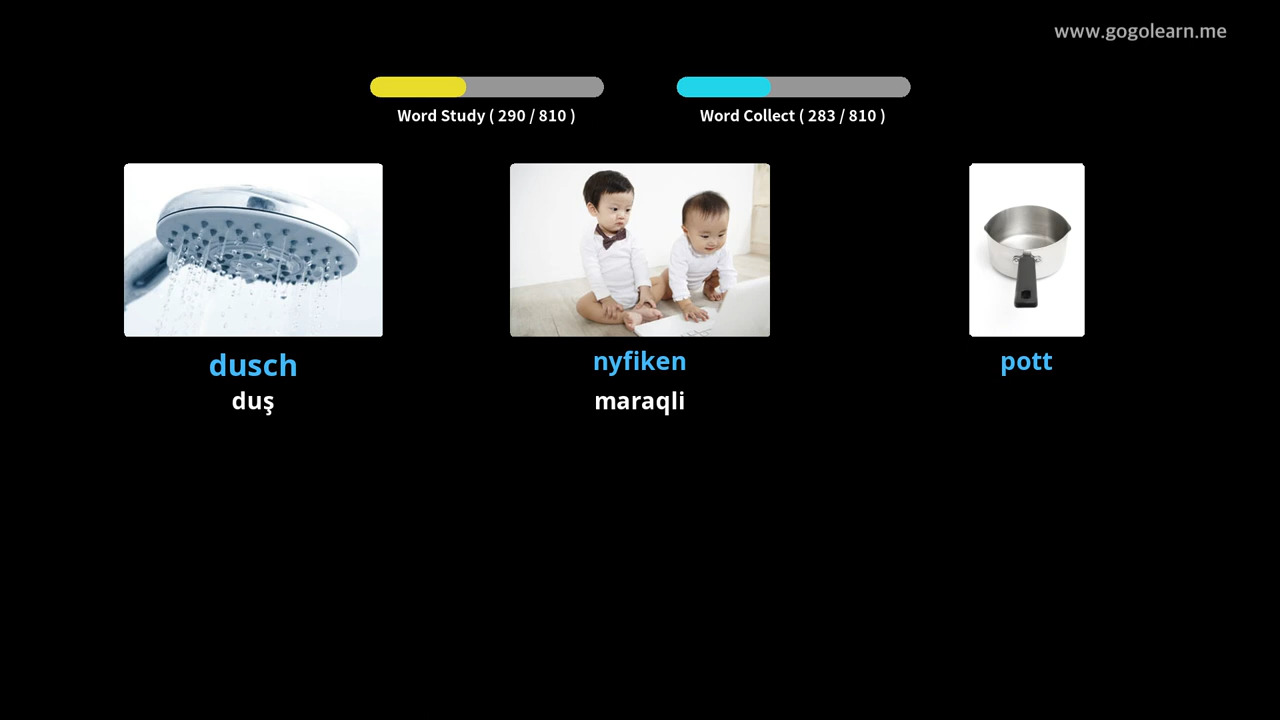 www.gogolearn.me
Word Study ( 290 / 810 )
Word Collect ( 283 / 810 )
dusch
duş
nyfiken
maraqli
pott